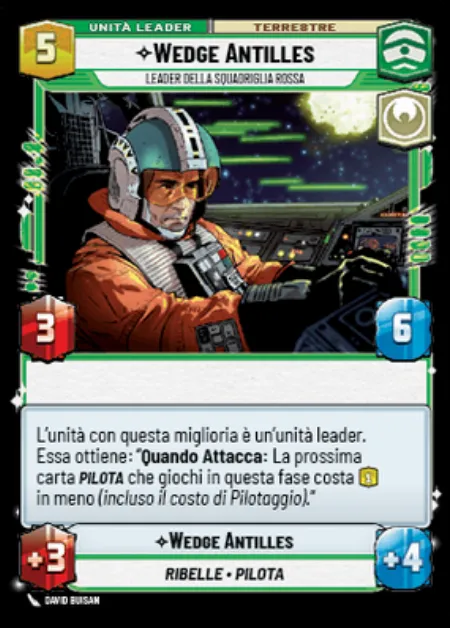 UNITÀ LEADER
TERRESTRE
5
WEDGE ANTILLES
LEADER DELLA SQUADRIGLIA ROSSA
3
6
L'unità con questa miglioria è un'unità leader.
Essa ottiene: "Quando Attacca: La prossima
carta PILOTA che giochi in questa fase costa 1
in meno (incluso il costo di Pilotaggio)."
+3
WEDGE ANTILLES
+4
RIBELLE • PILOTA
DAVID BUISAN